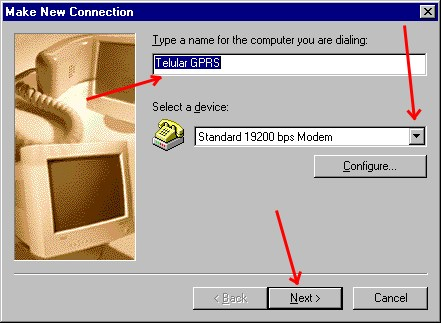 Make New Connection
Type a name for the computer you are dialing:
Telular GPRS
Select a device:
Standard 19200 bps Modem
Configure...
< Back
Next >
Cancel